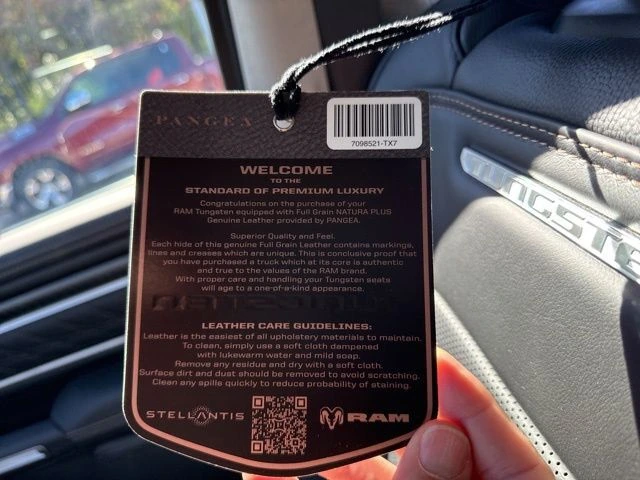 PANGEA
7098521-TX7
WELCOME
TO THE
STANDARD OF PREMIUM LUXURY
Congratulations on the purchase of your
RAM Tungsten equipped with Full Grain NATURA PLUS
Genuine Leather provided by PANGEA.
Superior Quality and Feel.
Each hide of this genuine Full Grain Leather contains markings,
lines and creases which are unique. This is conclusive proof that
you have purchased a truck which at its core is authentic
and true to the values of the RAM brand.
With proper care and handling your Tungsten seats
will age to a one-of-a-kind appearance.
LEATHER CARE GUIDELINES:
Leather is the easiest of all upholstery materials to maintain.
To clean, simply use a soft cloth dampened
with lukewarm water and mild soap.
Remove any residue and dry with a soft cloth.
Surface dirt and dust should be removed to avoid scratching.
Clean any spills quickly to reduce probability of staining.
STELLANTIS
RAM
TUNGSTE